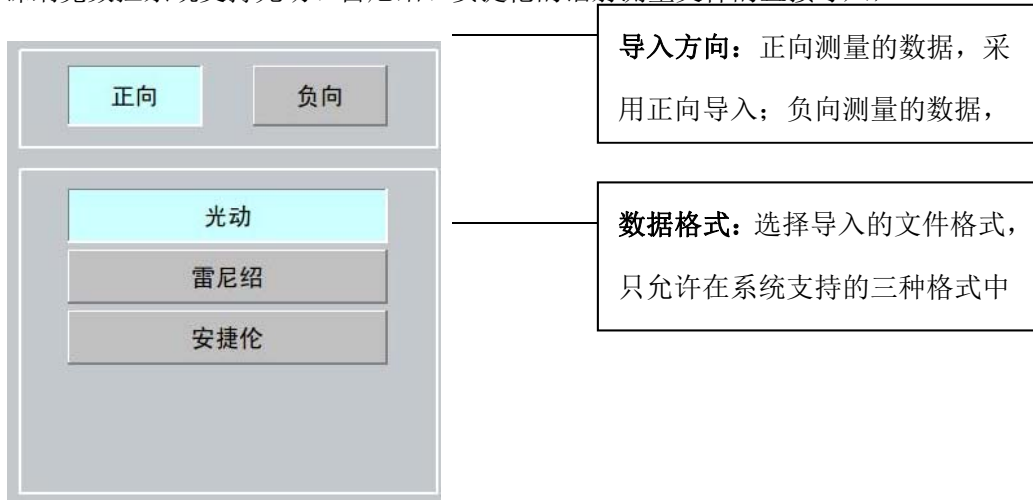 正向
负向
光动
雷尼绍
安捷伦
导入方向：正向测量的数据，采
用正向导入；负向测量的数据，
数据格式：选择导入的文件格式，
只允许在系统支持的三种格式中